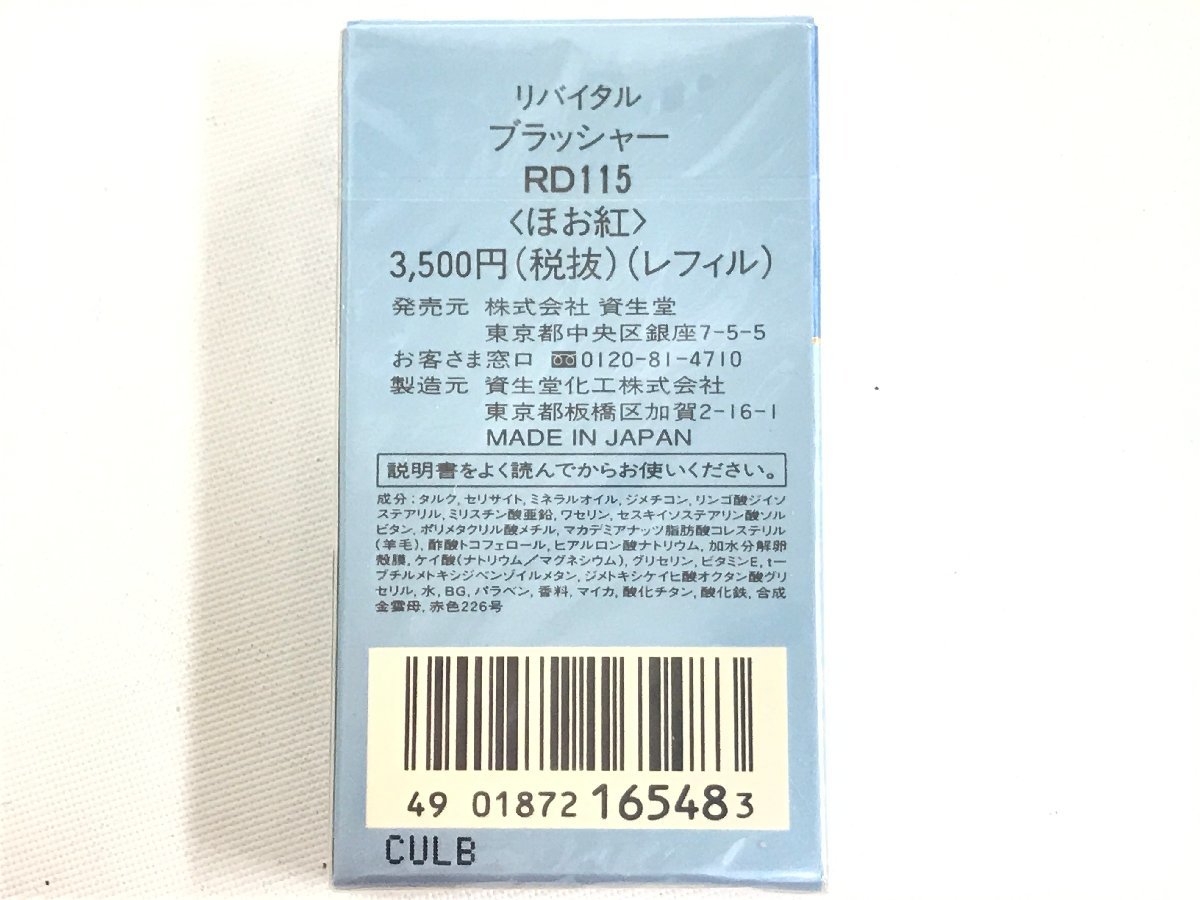 リバイタル
ブラッシャー
RD115
〈ほお紅〉
3,500円(税抜)(レフィル)
発売元 株式会社 資生堂
東京都中央区銀座7-5-5
お客さま窓口 0120-81-4710
製造元 資生堂化工株式会社
東京都板橋区加賀2-16-1
MADE IN JAPAN
説明書をよく読んでからお使いください。
成分:タルク, セリサイト, ミネラルオイル, ジメチコン, リンゴ酸ジイソ
ステアリル, ミリスチン酸亜鉛, ワセリン, セスキイソステアリン酸ソル
ビタン, ポリメタクリル酸メチル, マカデミアナッツ脂肪酸コレステリル
(羊毛), 酢酸トコフェロール, ヒアルロン酸ナトリウム, 加水分解卵
殻膜, ケイ酸(ナトリウム/マグネシウム), グリセリン, ビタミンE, t-
ブチルメトキシジベンゾイルメタン, ジメトキシケイヒ酸オクタン酸グリ
セリル, 水, BG, パラベン, 香料, マイカ, 酸化チタン, 酸化鉄, 合成
金雲母, 赤色226号
49 01872 165483
CULB